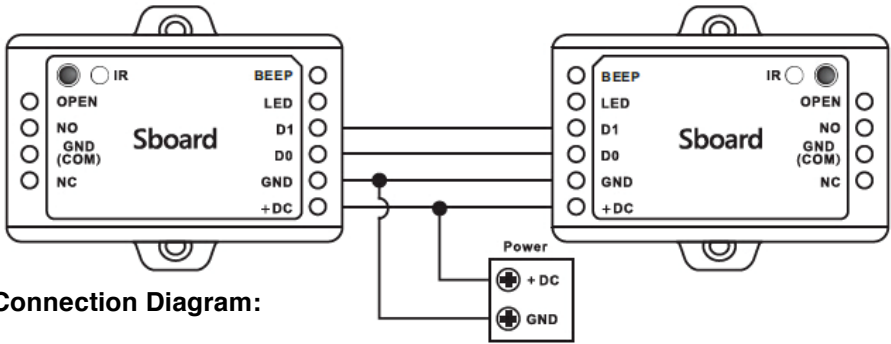 IR BEEP
OPEN LED
NO D1
GND
(COM) D0
NC GND
+DC
Sboard
BEEP IR
LED OPEN
D1 NO
D0 GND
(COM)
GND NC
+DC
Sboard
Power
+ DC
GND
Connection Diagram: